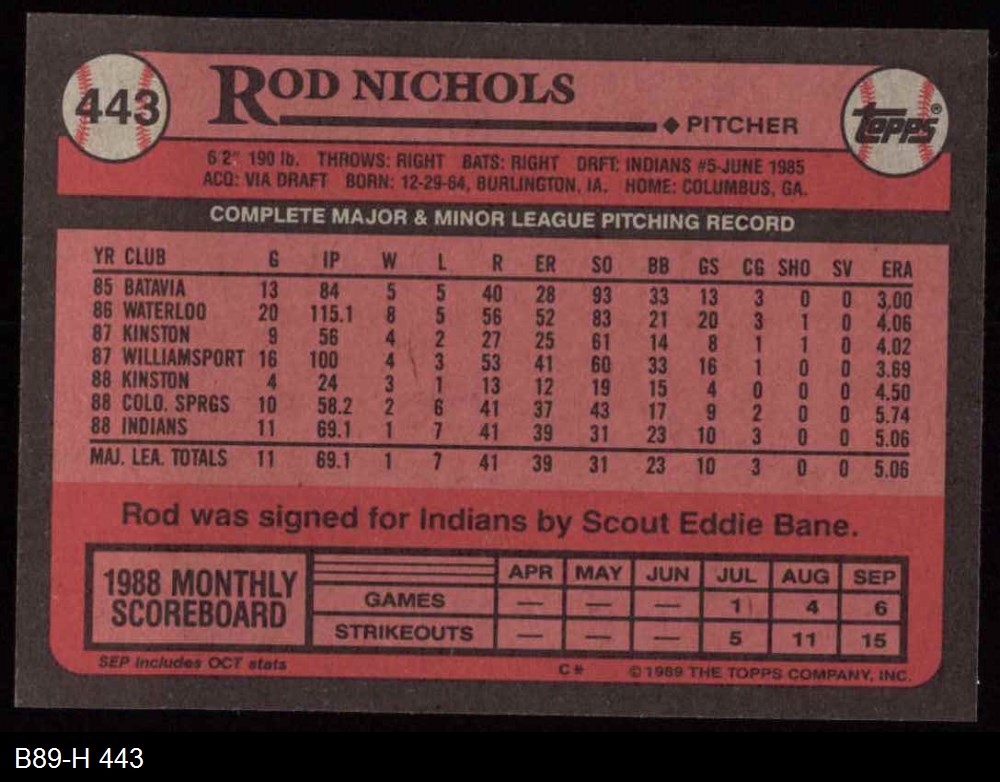 443
ROD NICHOLS
◆ PITCHER
TOPPS®
6'2" 190 lb. THROWS: RIGHT BATS: RIGHT DRFT: INDIANS #5-JUNE 1985
ACQ: VIA DRAFT BORN: 12-29-64, BURLINGTON, IA. HOME: COLUMBUS, GA.
COMPLETE MAJOR & MINOR LEAGUE PITCHING RECORD
YR CLUB G IP W L R ER SO BB GS CG SHO SV ERA
85 BATAVIA 13 84 5 5 40 28 93 33 13 3 0 0 3.00
86 WATERLOO 20 115.1 8 5 56 52 83 21 20 3 1 0 4.06
87 KINSTON 9 56 4 2 27 25 61 14 8 1 1 0 4.02
87 WILLIAMSPORT 16 100 4 3 53 41 60 33 16 1 0 0 3.69
88 KINSTON 4 24 3 1 13 12 19 15 4 0 0 0 4.50
88 COLO. SPRGS 10 58.2 2 6 41 37 43 17 9 2 0 0 5.74
88 INDIANS 11 69.1 1 7 41 39 31 23 10 3 0 0 5.06
MAJ. LEA. TOTALS 11 69.1 1 7 41 39 31 23 10 3 0 0 5.06
Rod was signed for Indians by Scout Eddie Bane.
1988 MONTHLY
SCOREBOARD
APR MAY JUN JUL AUG SEP
GAMES — — — 1 4 6
STRIKEOUTS — — — 5 11 15
SEP includes OCT stats
C* © 1989 THE TOPPS COMPANY, INC.
B89-H 443